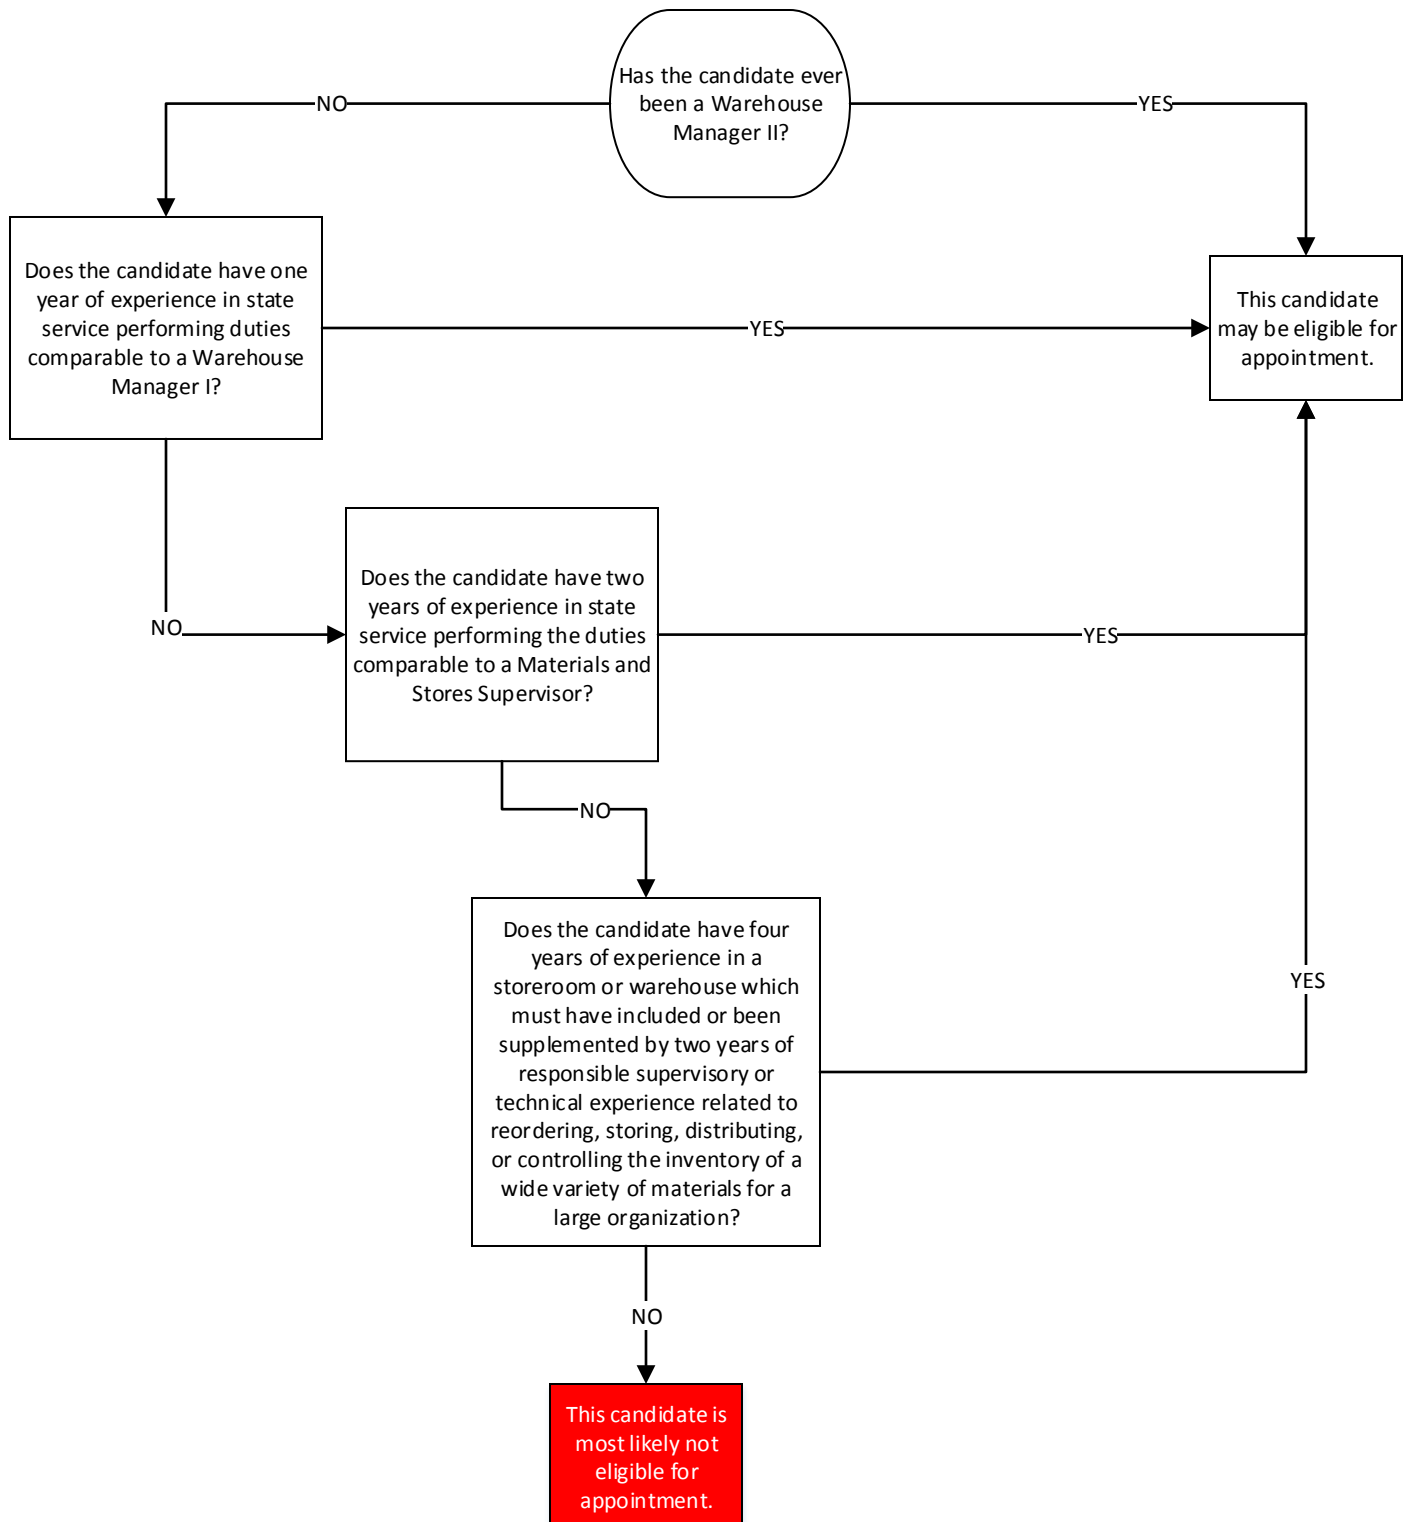 Has the candidate ever
been a Warehouse
Manager II?
NO
YES
Does the candidate have one
year of experience in state
service performing duties
comparable to a Warehouse
Manager I?
YES
This candidate
may be eligible for
appointment.
NO
Does the candidate have two
years of experience in state
service performing the duties
comparable to a Materials and
Stores Supervisor?
YES
NO
Does the candidate have four
years of experience in a
storeroom or warehouse which
must have included or been
supplemented by two years of
responsible supervisory or
technical experience related to
reordering, storing, distributing,
or controlling the inventory of a
wide variety of materials for a
large organization?
YES
NO
This candidate is
most likely not
eligible for
appointment.